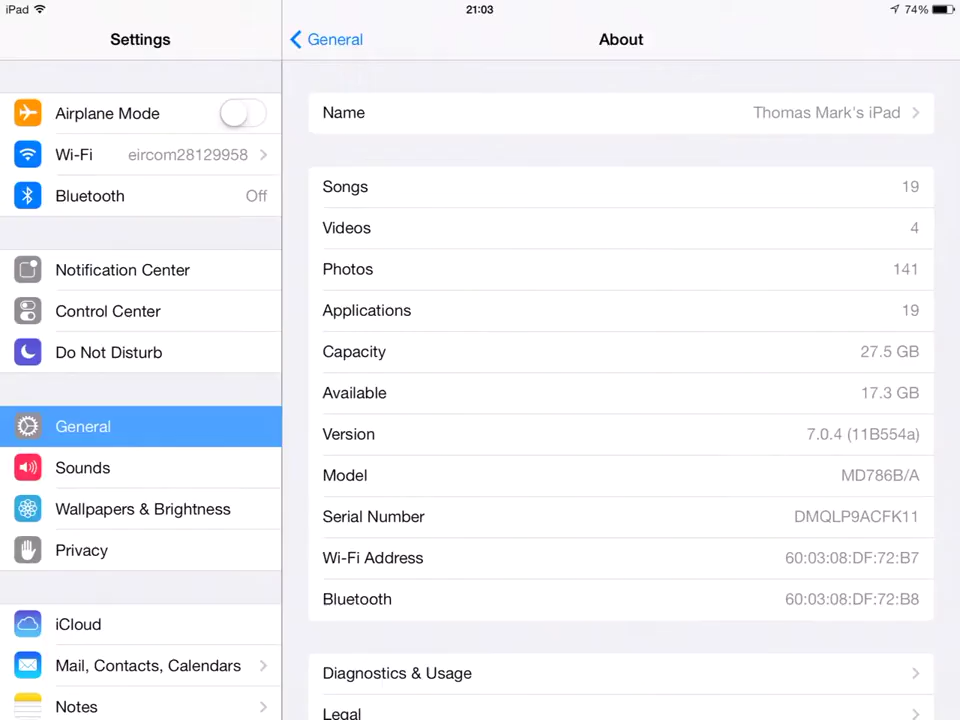 iPad
21:03
74%
Settings
General
About
Airplane Mode
Wi-Fi eircom28129958
Bluetooth Off
Notification Center
Control Center
Do Not Disturb
General
Sounds
Wallpapers & Brightness
Privacy
iCloud
Mail, Contacts, Calendars
Notes
Name Thomas Mark's iPad
Songs 19
Videos 4
Photos 141
Applications 19
Capacity 27.5 GB
Available 17.3 GB
Version 7.0.4 (11B554a)
Model MD786B/A
Serial Number DMQLP9ACFK11
Wi-Fi Address 60:03:08:DF:72:B7
Bluetooth 60:03:08:DF:72:B8
Diagnostics & Usage
Legal